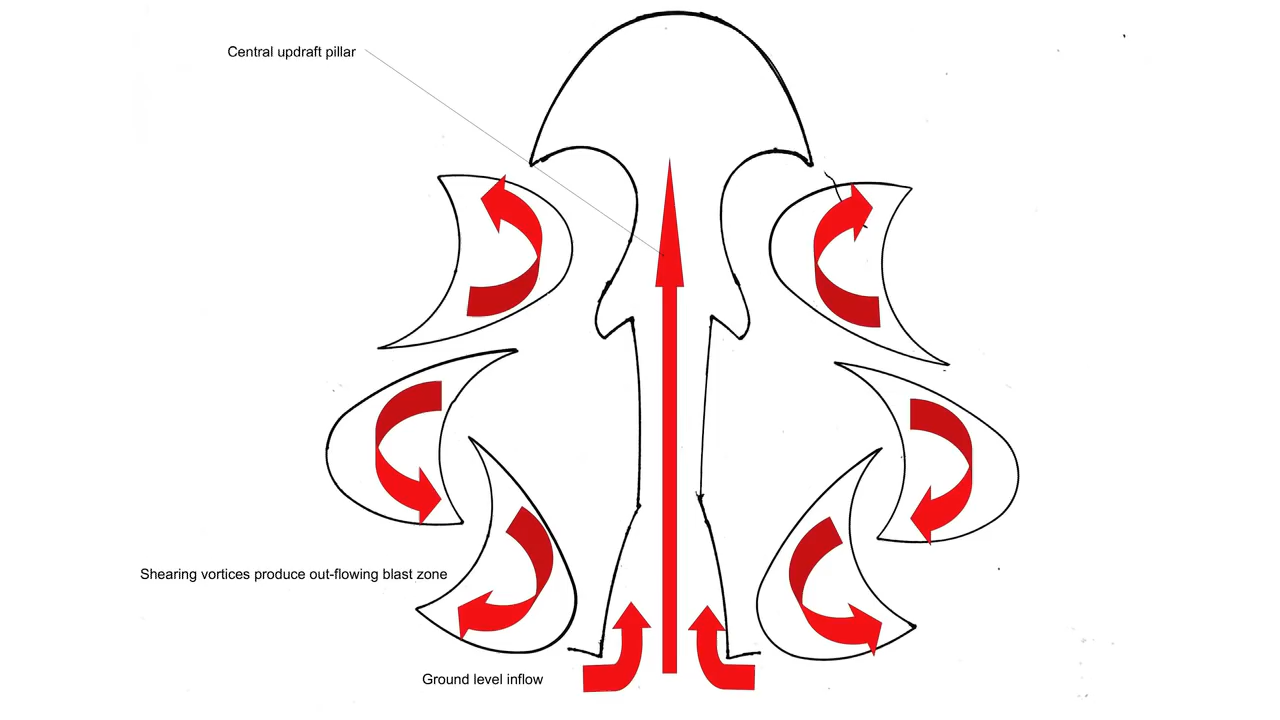 Central updraft pillar
Shearing vortices produce out-flowing blast zone
Ground level inflow